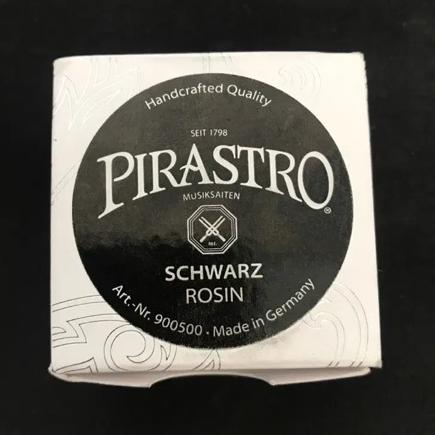 Handcrafted Quality
SEIT 1798
PIRASTRO®
MUSIKSAITEN
SCHWARZ
ROSIN
Art.-Nr. 900500 · Made in Germany